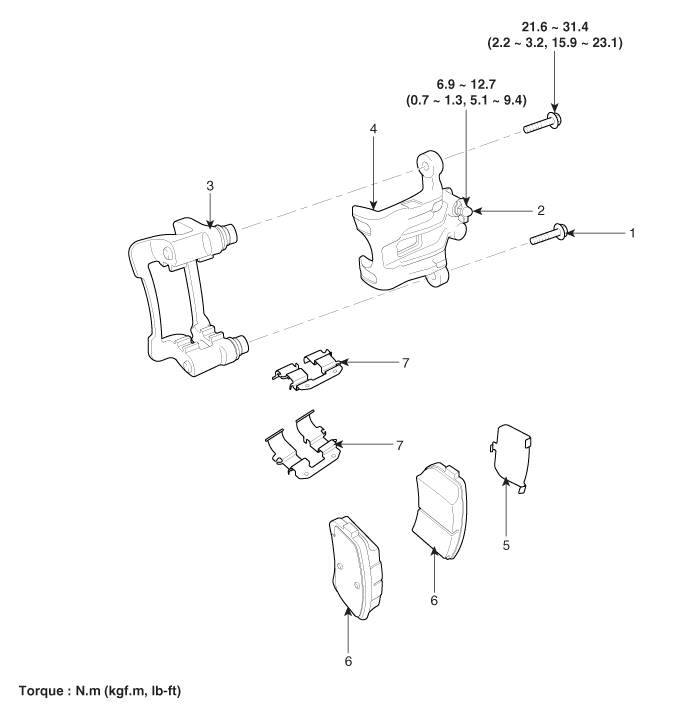 21.6 ~ 31.4
(2.2 ~ 3.2, 15.9 ~ 23.1)
6.9 ~ 12.7
(0.7 ~ 1.3, 5.1 ~ 9.4)
4
3
2
1
7
7
5
6
6
Torque : N.m (kgf.m, lb-ft)